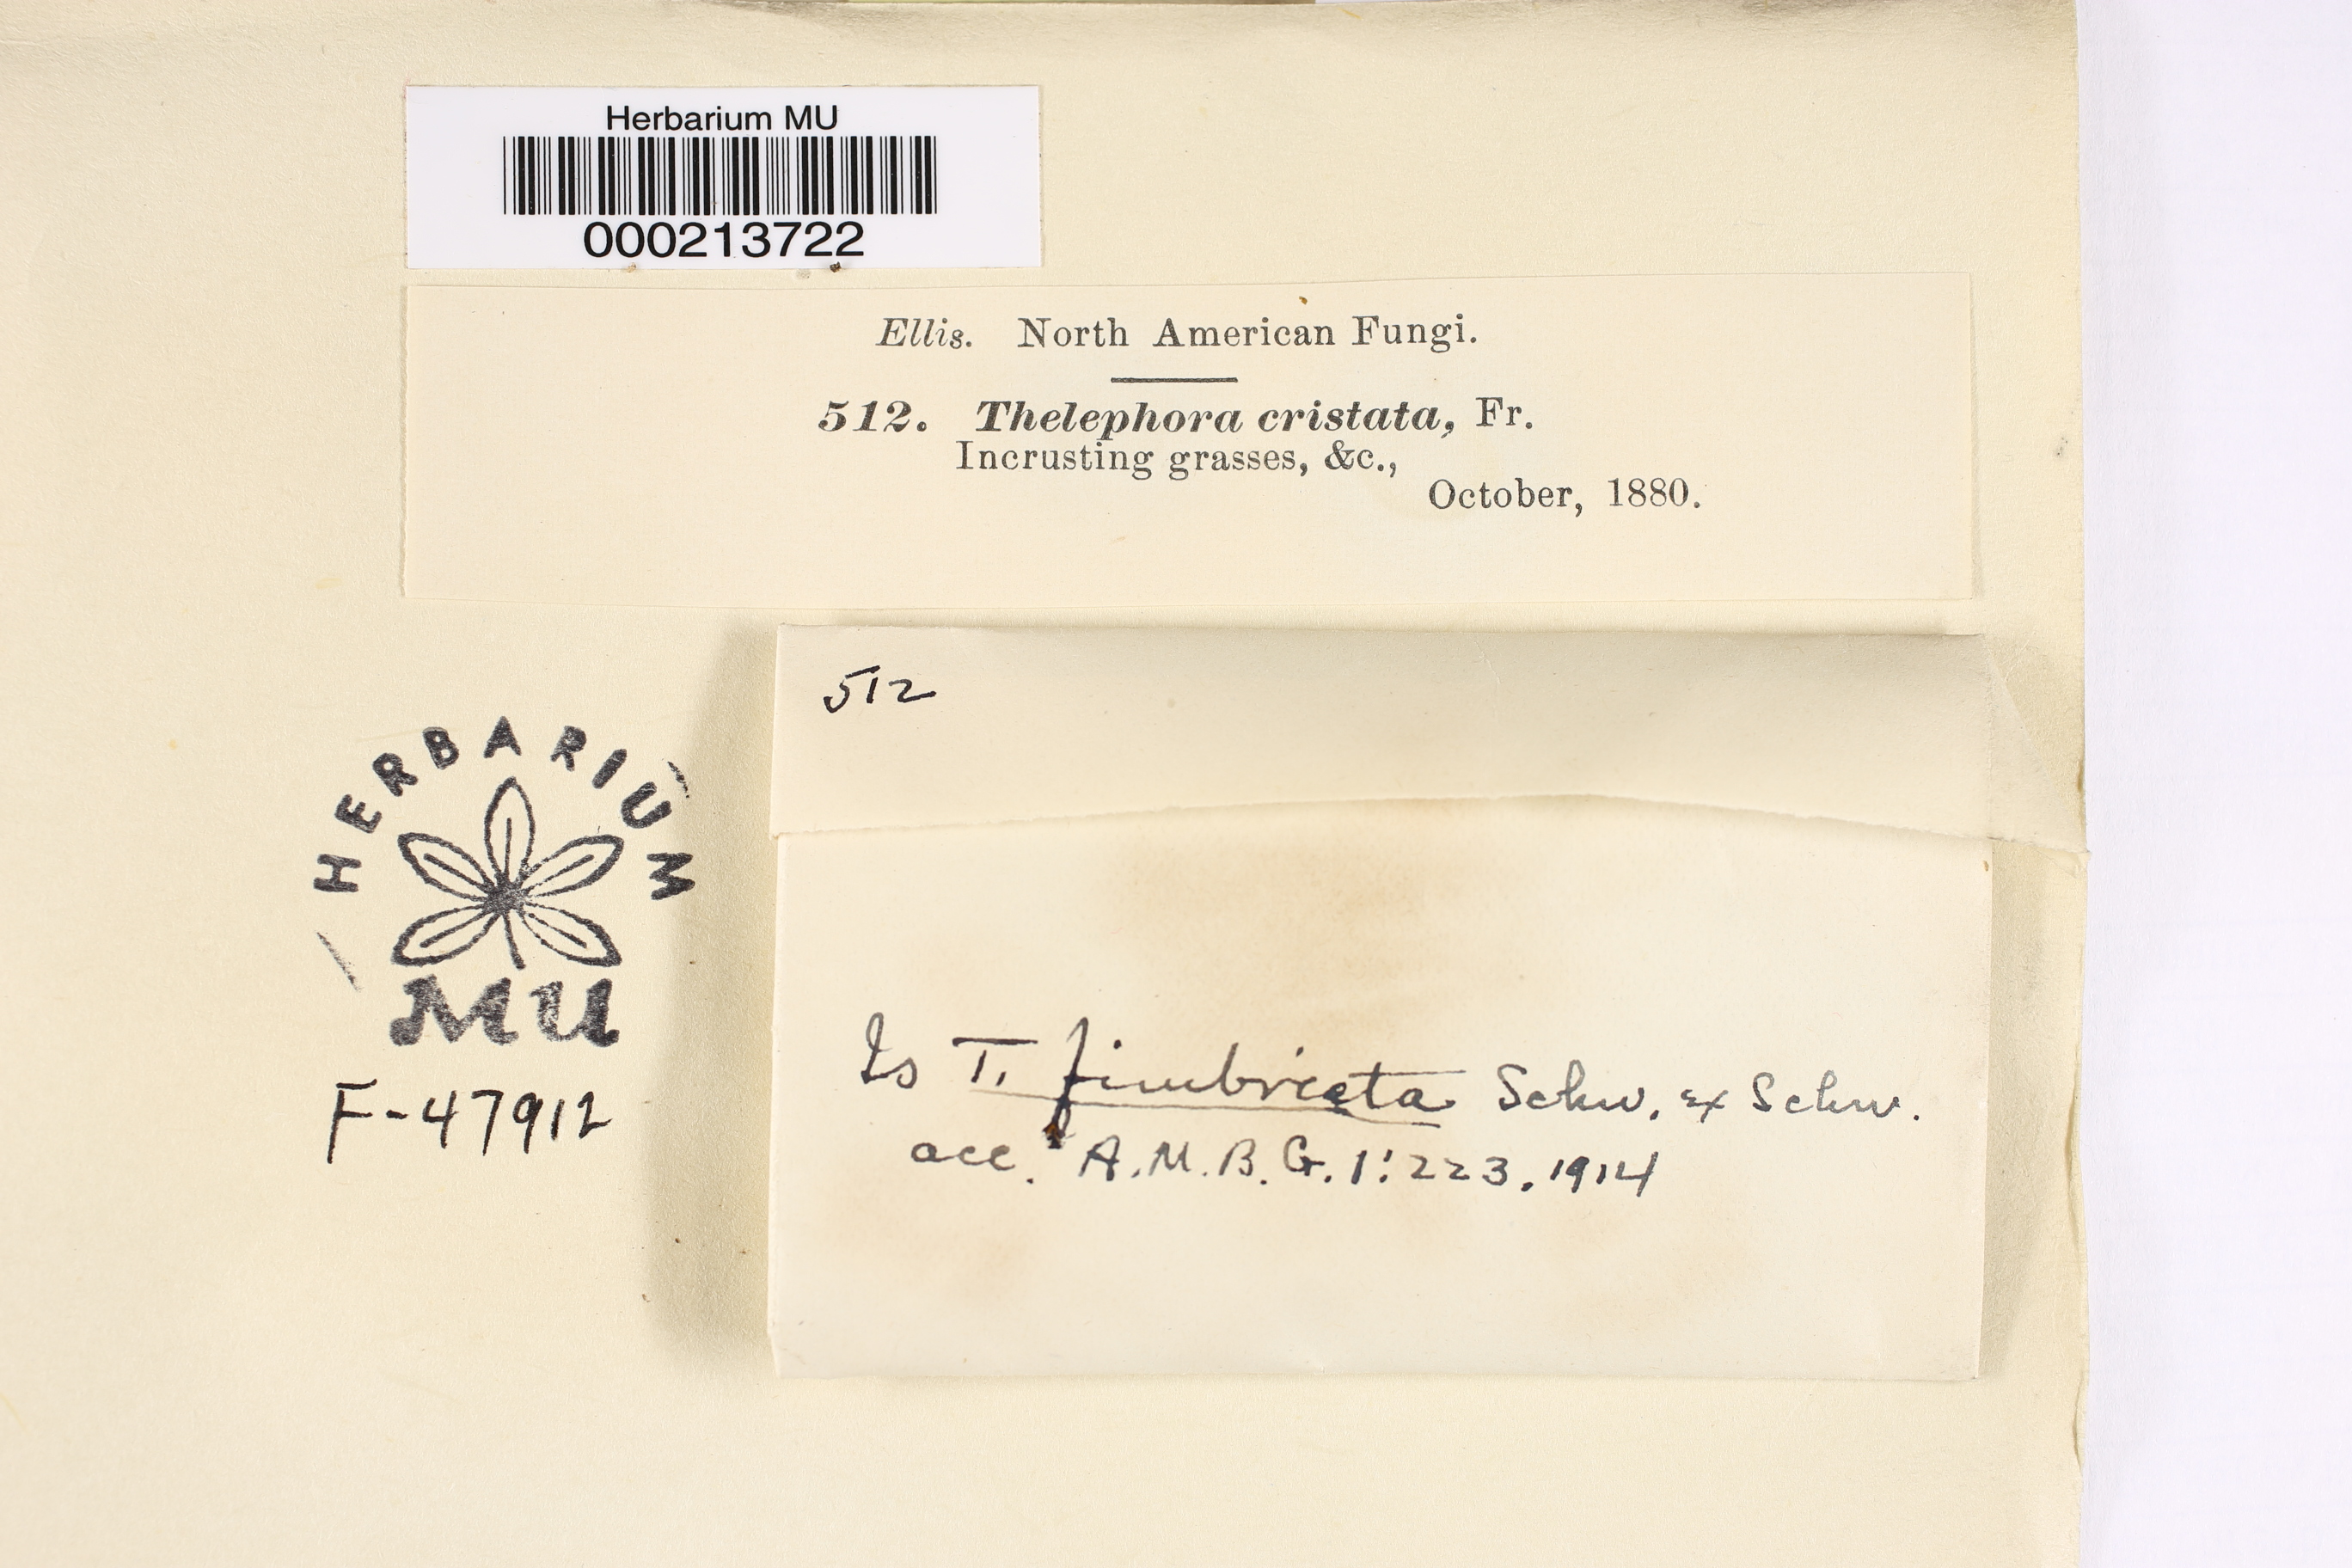 Herbarium MU
000213722
Ellis. North American Fungi.
512. Thelephora cristata, Fr.
Incrusting grasses, &c.,
October, 1880.
512
HERBARIUM
MU
F-47912
Is T. fimbriata Schw. ex Schw.
acc. A.M.B.G. 1:223. 1914